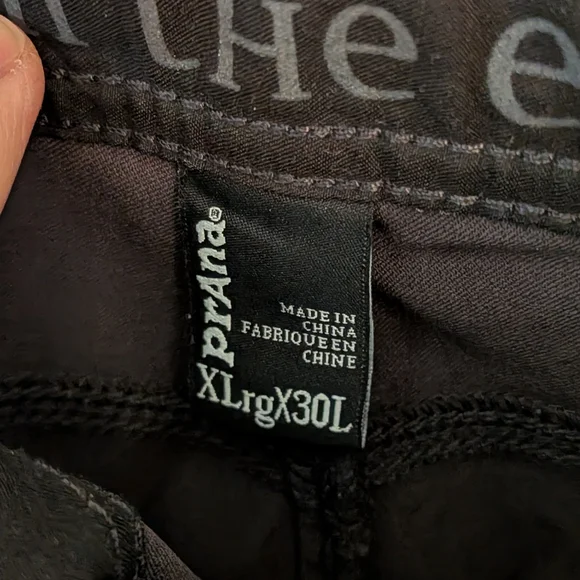 n the e
prAna®
MADE IN
CHINA
FABRIQUE EN
CHINE
XLrgX30L